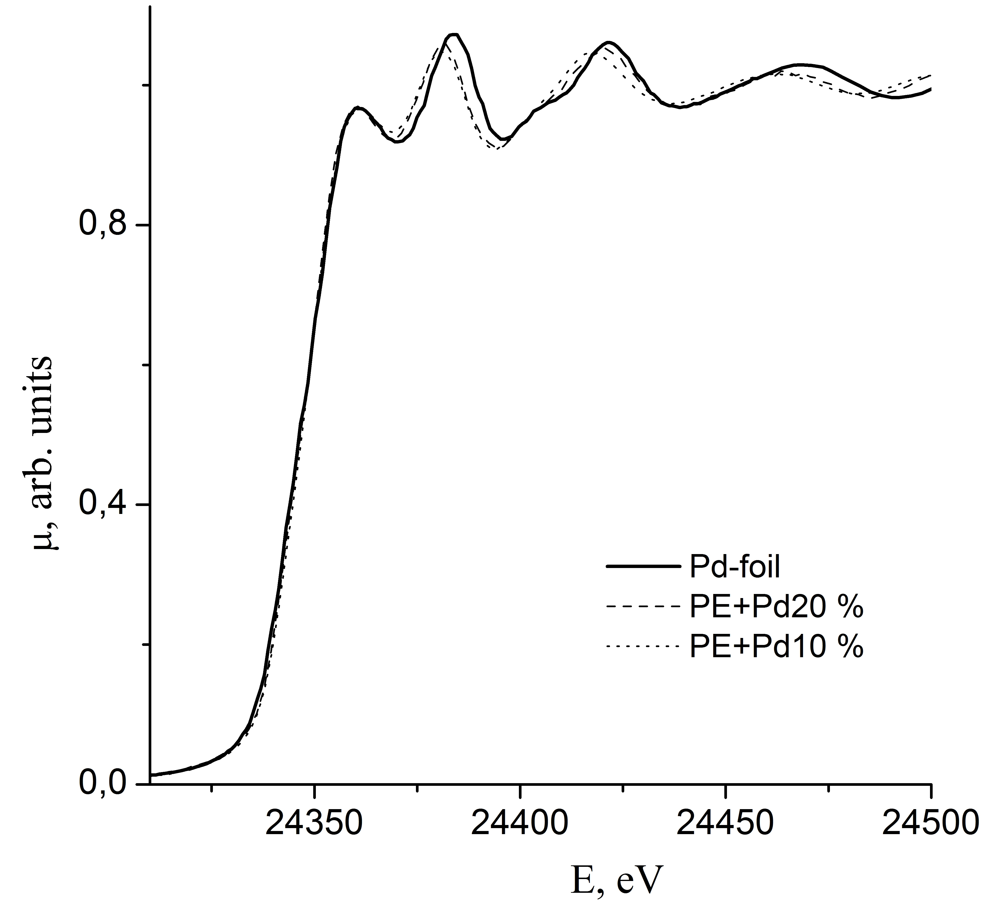 0,8
0,4
0,0
μ, arb. units
Pd-foil
PE+Pd20 %
PE+Pd10 %
24350 24400 24450 24500
E, eV